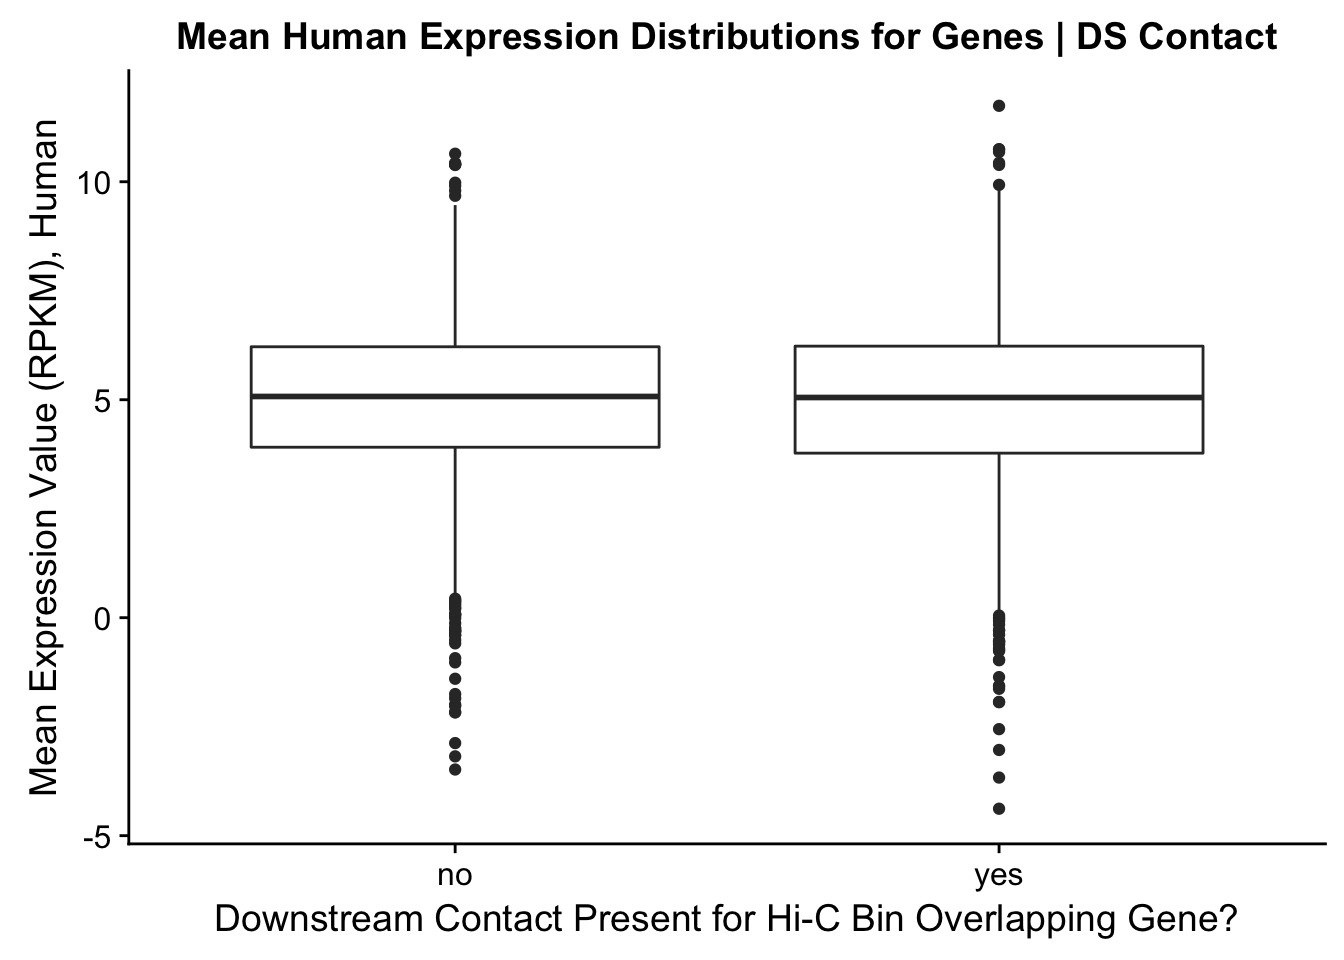 Mean Human Expression Distributions for Genes | DS Contact
Mean Expression Value (RPKM), Human
10
5
0
-5
no
yes
Downstream Contact Present for Hi-C Bin Overlapping Gene?